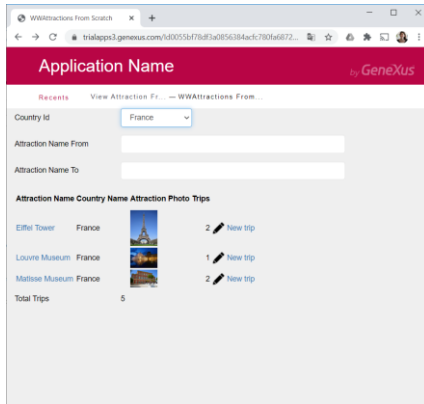 WWAttractions From Scratch
trialapps3.genexus.com/Id0055bf78df3a0856384acfc780fa6872...
Application Name
by GeneXus
Recents View Attraction Fr... — WWAttractions From...
Country Id France
Attraction Name From
Attraction Name To
Attraction Name Country Name Attraction Photo Trips
Eiffel Tower France 2 New trip
Louvre Museum France 1 New trip
Matisse Museum France 2 New trip
Total Trips 5